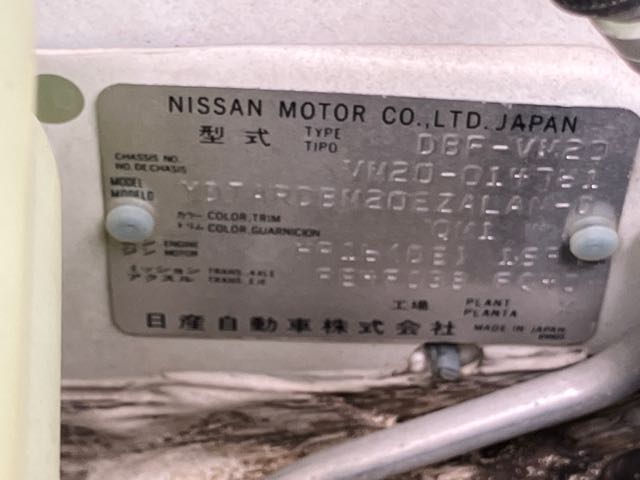 NISSAN MOTOR CO.,LTD. JAPAN
型式 TYPE TIPO DBF-VM20
CHASSIS NO. NO. DE CHASIS VM20-014761
MODEL MODELO
カラー トリム COLOR, TRIM COLOR, GUARNICION QM1
エンジン ENGINE MOTOR
ミッション アクスル TRANS. AXLE TRANS. EJE
工場 PLANT PLANTA
日産自動車株式会社 MADE IN JAPAN